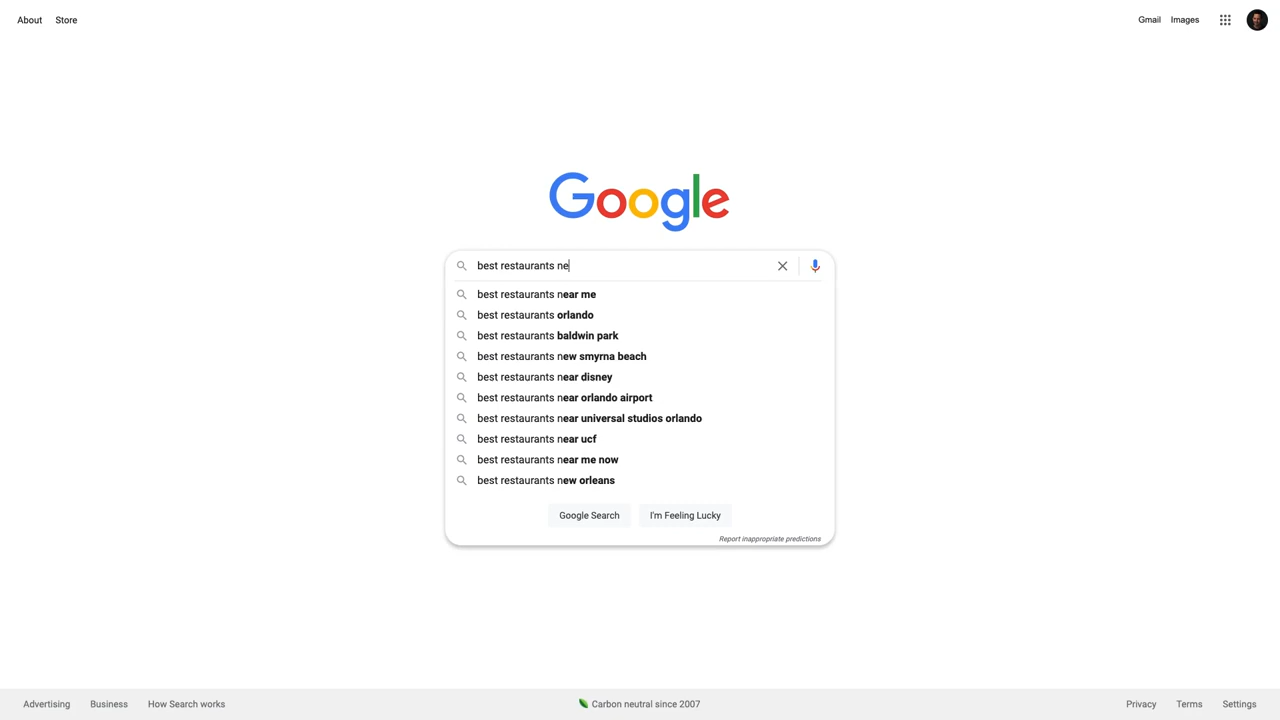 About Store Gmail Images
Google
best restaurants ne
best restaurants near me
best restaurants orlando
best restaurants baldwin park
best restaurants new smyrna beach
best restaurants near disney
best restaurants near orlando airport
best restaurants near universal studios orlando
best restaurants near ucf
best restaurants near me now
best restaurants new orleans
Google Search I'm Feeling Lucky
Report inappropriate predictions
Advertising Business How Search works Carbon neutral since 2007 Privacy Terms Settings